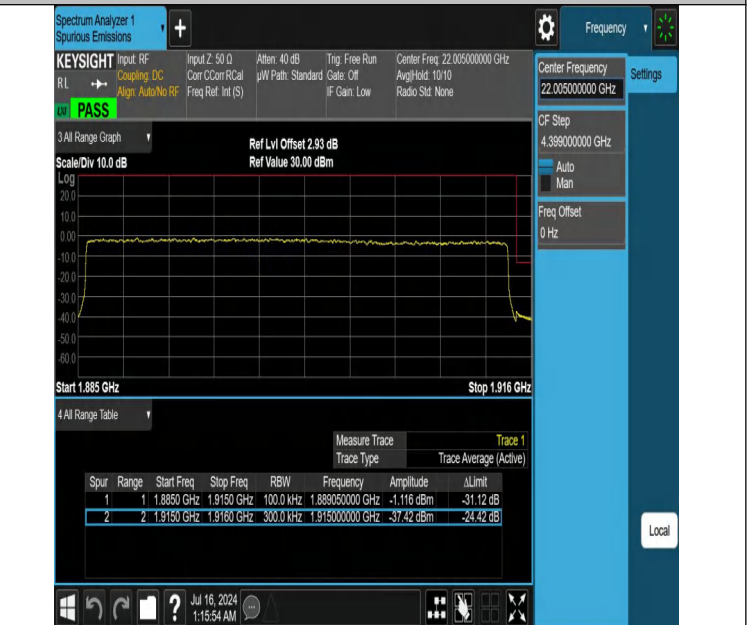 Spectrum Analyzer 1
Spurious Emissions
+
Frequency
KEYSIGHT
RL
PASS
Input: RF
Coupling: DC
Align: Auto/No RF
Input Z: 50 Ω
Corr CCorr RCal
Freq Ref: Int (S)
Atten: 40 dB
µW Path: Standard
Trig: Free Run
Gate: Off
IF Gain: Low
Center Freq: 22.005000000 GHz
Avg|Hold: 10/10
Radio Std: None
Center Frequency
22.005000000 GHz
Settings
CF Step
4.399000000 GHz
Auto
Man
Freq Offset
0 Hz
3 All Range Graph
Ref Lvl Offset 2.93 dB
Scale/Div 10.0 dB
Ref Value 30.00 dBm
Log
20.0
10.0
0.00
-10.0
-20.0
-30.0
-40.0
-50.0
-60.0
Start 1.885 GHz
Stop 1.916 GHz
4 All Range Table
Measure Trace Trace 1
Trace Type Trace Average (Active)
Spur Range Start Freq Stop Freq RBW Frequency Amplitude ΔLimit
1 1 1.8850 GHz 1.9150 GHz 100.0 kHz 1.889050000 GHz -1.116 dBm -31.12 dB
2 2 1.9150 GHz 1.9160 GHz 300.0 kHz 1.915000000 GHz -37.42 dBm -24.42 dB
Local
?
Jul 16, 2024
1:15:54 AM